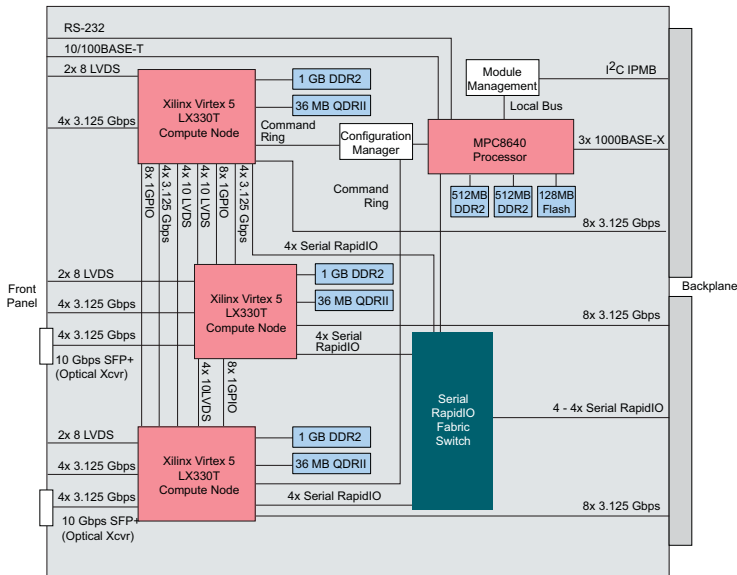 RS-232
10/100BASE-T
2x 8 LVDS
4x 3.125 Gbps
Xilinx Virtex 5
LX330T
Compute Node
1 GB DDR2
36 MB QDRII
Command
Ring
Configuration
Manager
Module
Management
I2C IPMB
Local Bus
MPC8640
Processor
3x 1000BASE-X
512MB
DDR2
512MB
DDR2
128MB
Flash
Command
Ring
8x 1GPIO
4x 3.125 Gbps
4x 10 LVDS
4x 10 LVDS
8x 1GPIO
4x 3.125 Gbps
8x 3.125 Gbps
4x Serial RapidIO
Front
Panel
Backplane
2x 8 LVDS
4x 3.125 Gbps
4x 3.125 Gbps
10 Gbps SFP+
(Optical Xcvr)
Xilinx Virtex 5
LX330T
Compute Node
1 GB DDR2
36 MB QDRII
8x 3.125 Gbps
4x Serial
RapidIO
4x 10LVDS
8x 1GPIO
Serial
RapidIO
Fabric
Switch
4 - 4x Serial RapidIO
2x 8 LVDS
4x 3.125 Gbps
4x 3.125 Gbps
10 Gbps SFP+
(Optical Xcvr)
Xilinx Virtex 5
LX330T
Compute Node
1 GB DDR2
36 MB QDRII
4x Serial RapidIO
8x 3.125 Gbps